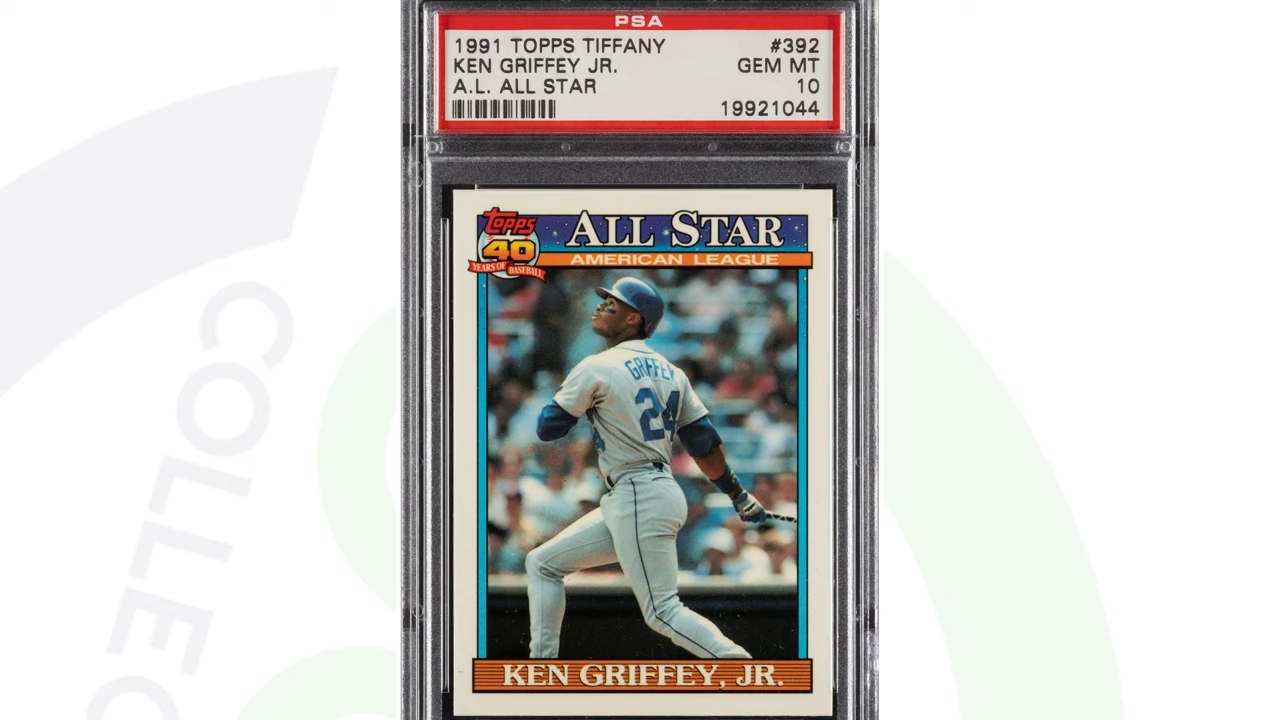 PSA
1991 TOPPS TIFFANY #392
KEN GRIFFEY JR. GEM MT
A.L. ALL STAR 10
19921044
Topps
40
YEARS OF BASEBALL
ALL STAR
AMERICAN LEAGUE
GRIFFEY
24
KEN GRIFFEY, JR.
COLLEC